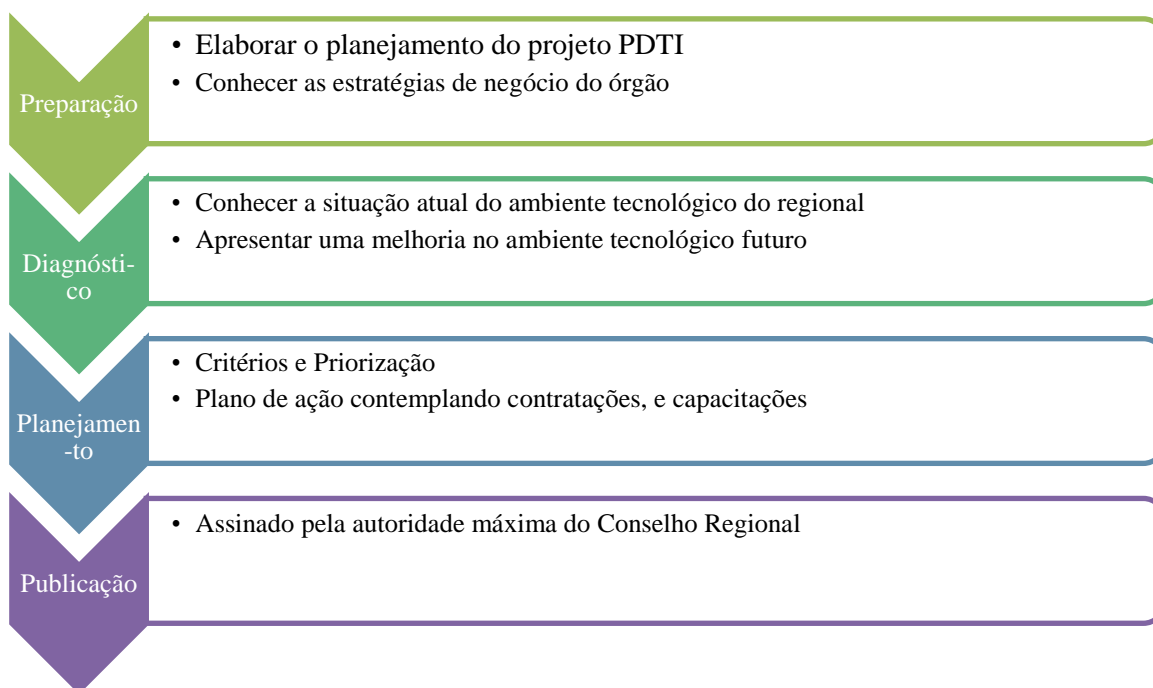 Preparação
• Elaborar o planejamento do projeto PDTI
• Conhecer as estratégias de negócio do órgão
Diagnósti-
co
• Conhecer a situação atual do ambiente tecnológico do regional
• Apresentar uma melhoria no ambiente tecnológico futuro
Planejamen
-to
• Critérios e Priorização
• Plano de ação contemplando contratações, e capacitações
Publicação
• Assinado pela autoridade máxima do Conselho Regional